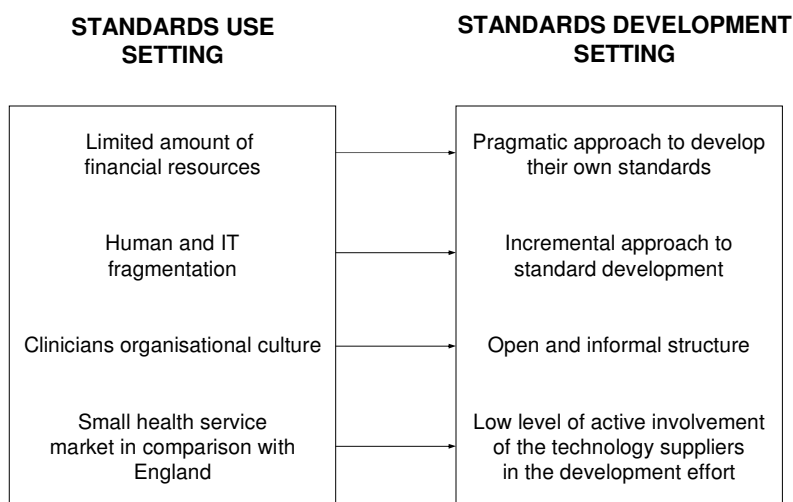 STANDARDS USE
SETTING
STANDARDS DEVELOPMENT
SETTING
Limited amount of
financial resources
Pragmatic approach to develop
their own standards
Human and IT
fragmentation
Incremental approach to
standard development
Clinicians organisational culture
Open and informal structure
Small health service
market in comparison with
England
Low level of active involvement
of the technology suppliers
in the development effort